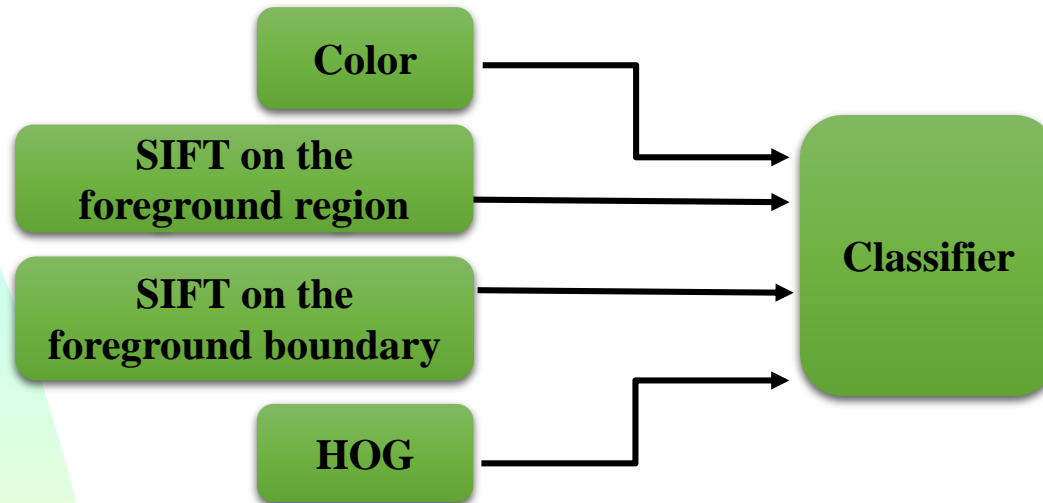 Color
SIFT on the
foreground region
SIFT on the
foreground boundary
HOG
Classifier